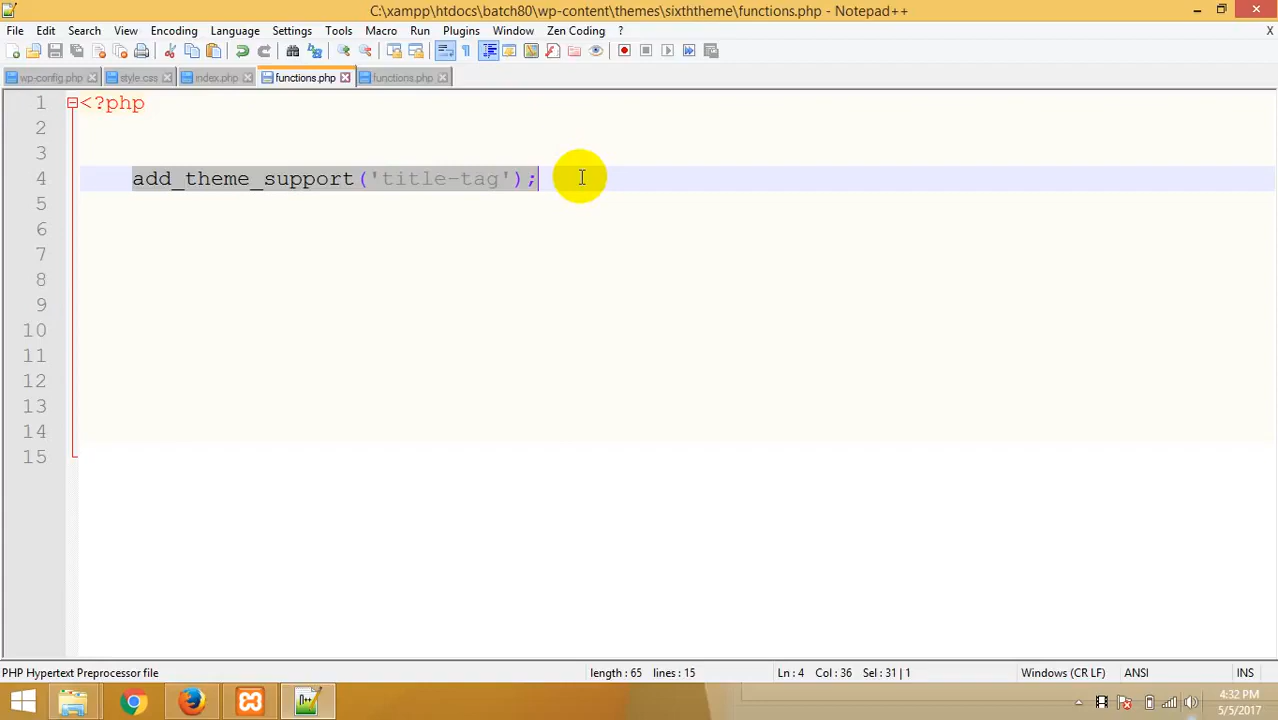 C:\xampp\htdocs\batch80\wp-content\themes\sixththeme\functions.php - Notepad++
File Edit Search View Encoding Language Settings Tools Macro Run Plugins Window Zen Coding ? X
wp-config.php style.css index.php functions.php functions.php
1 <?php
2
3
4 add_theme_support('title-tag');
5
6
7
8
9
10
11
12
13
14
15
PHP Hypertext Preprocessor file length : 65 lines : 15 Ln : 4 Col : 36 Sel : 31 | 1 Windows (CR LF) ANSI INS
4:32 PM
5/5/2017